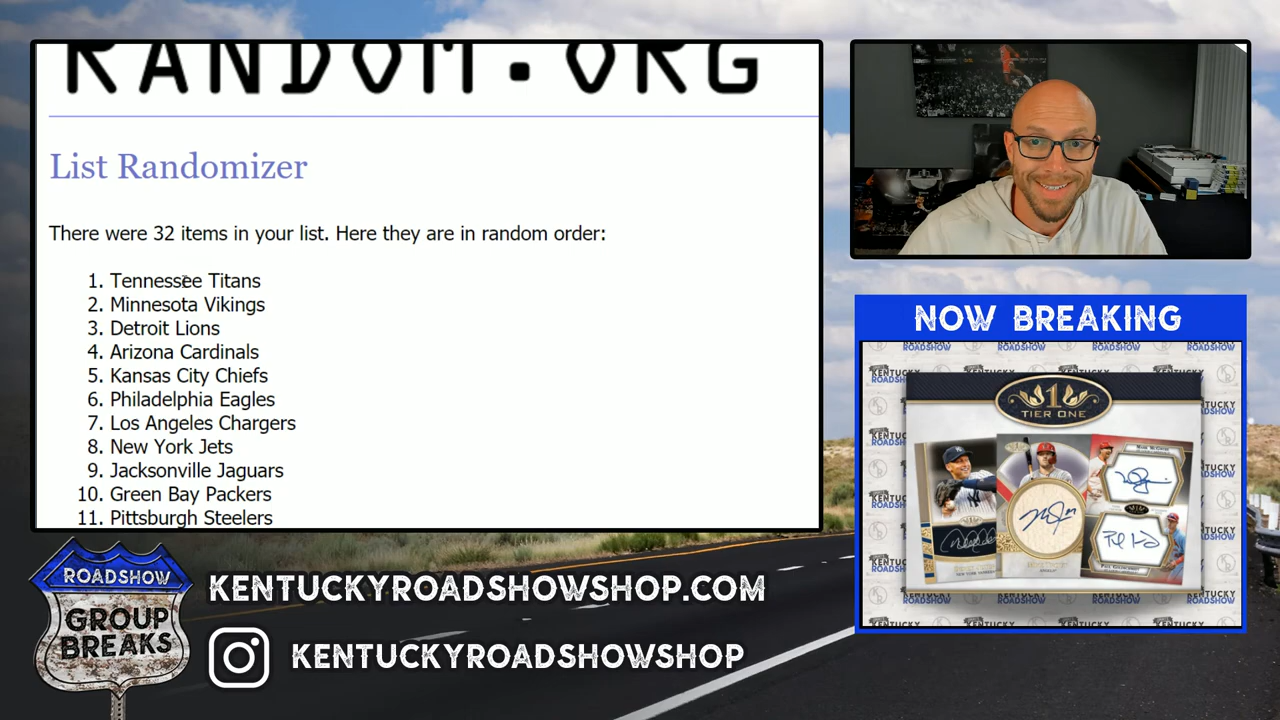 RANDOM.ORG
List Randomizer
There were 32 items in your list. Here they are in random order:
1. Tennessee Titans
2. Minnesota Vikings
3. Detroit Lions
4. Arizona Cardinals
5. Kansas City Chiefs
6. Philadelphia Eagles
7. Los Angeles Chargers
8. New York Jets
9. Jacksonville Jaguars
10. Green Bay Packers
11. Pittsburgh Steelers
NOW BREAKING
KENTUCKY
ROADSHOW
1
TIER ONE
ROADSHOW
GROUP
BREAKS
KENTUCKYROADSHOWSHOP.COM
KENTUCKYROADSHOWSHOP